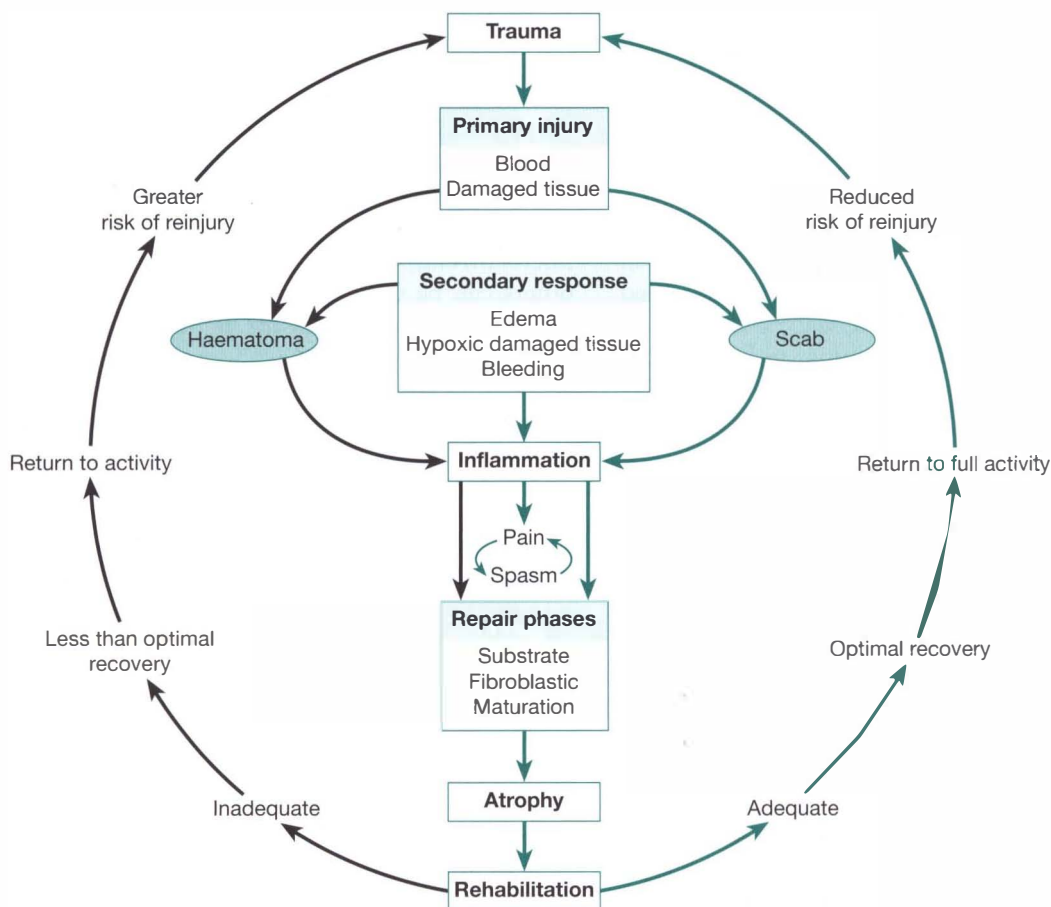 Trauma
Primary injury
Blood
Damaged tissue
Greater
risk of reinjury
Reduced
risk of reinjury
Secondary response
Edema
Hypoxic damaged tissue
Bleeding
Haematoma
Scab
Inflammation
Return to activity
Return to full activity
Pain
Spasm
Repair phases
Substrate
Fibroblastic
Maturation
Less than optimal
recovery
Optimal recovery
Atrophy
Inadequate
Adequate
Rehabilitation